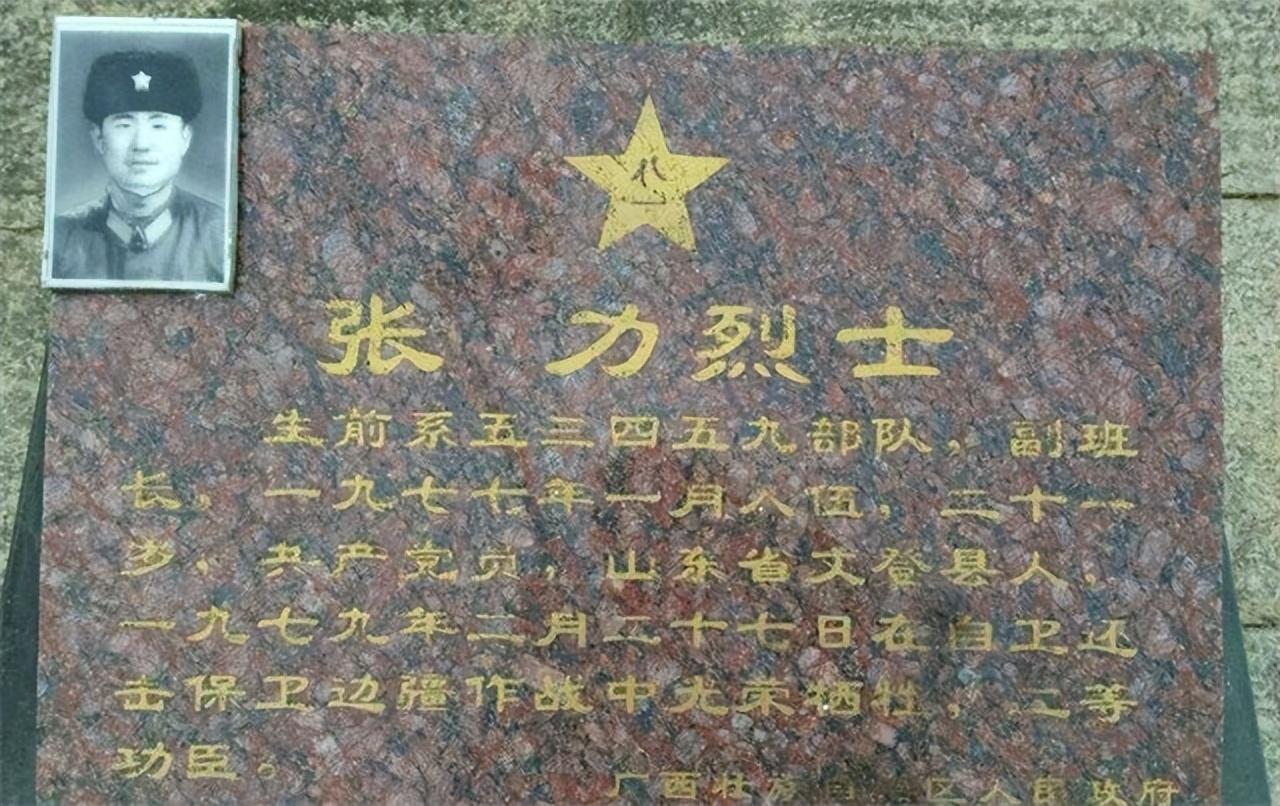 八一
张 力烈士
生前系五三四五九部队，副班
长，一九七七年一月入伍，二十一
岁，共产党员，山东省文登县人，
一九七九年二月二十七日在自卫还
击保卫边疆作战中光荣牺牲，二等
功臣。
广西壮族自治区人民政府